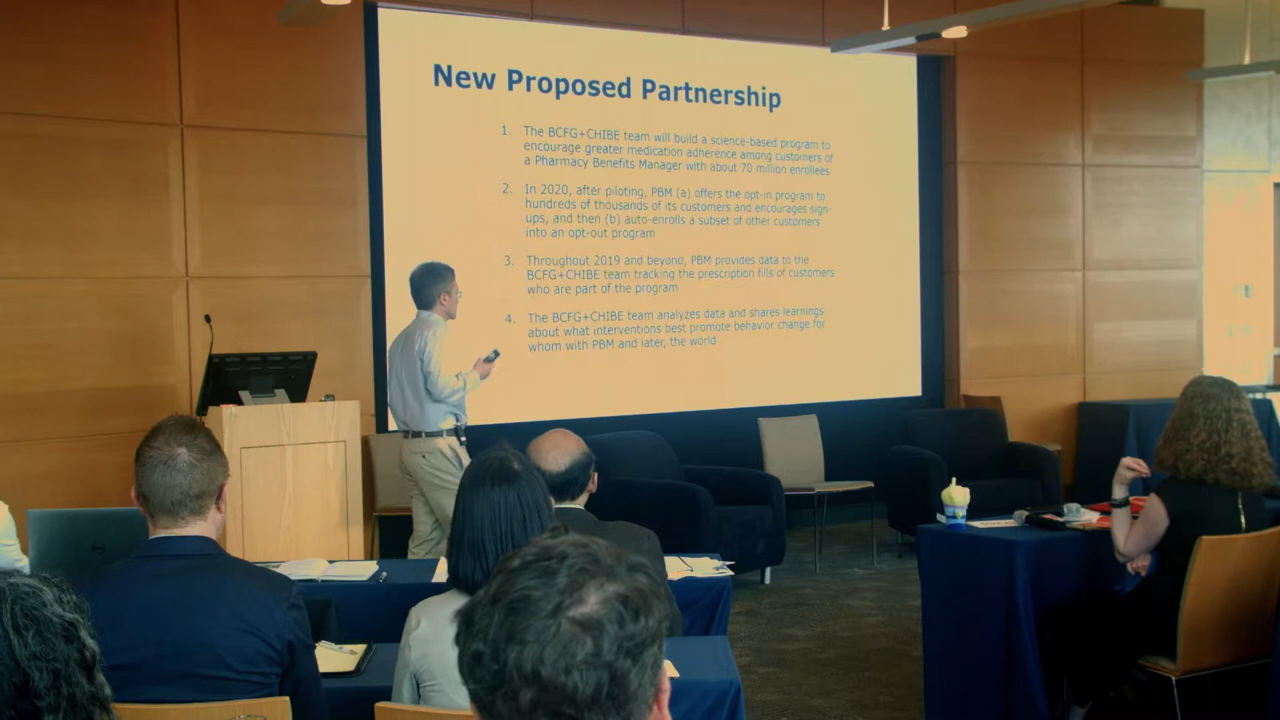 New Proposed Partnership
1. The BCFG+CHIBE team will build a science-based program to
encourage greater medication adherence among customers of
a Pharmacy Benefits Manager with about 70 million enrollees
2. In 2020, after piloting, PBM (a) offers the opt-in program to
hundreds of thousands of its customers and encourages sign-
ups, and then (b) auto-enrolls a subset of other customers
into an opt-out program
3. Throughout 2019 and beyond, PBM provides data to the
BCFG+CHIBE team tracking the prescription fills of customers
who are part of the program
4. The BCFG+CHIBE team analyzes data and shares learnings
about what interventions best promote behavior change for
whom with PBM and later, the world